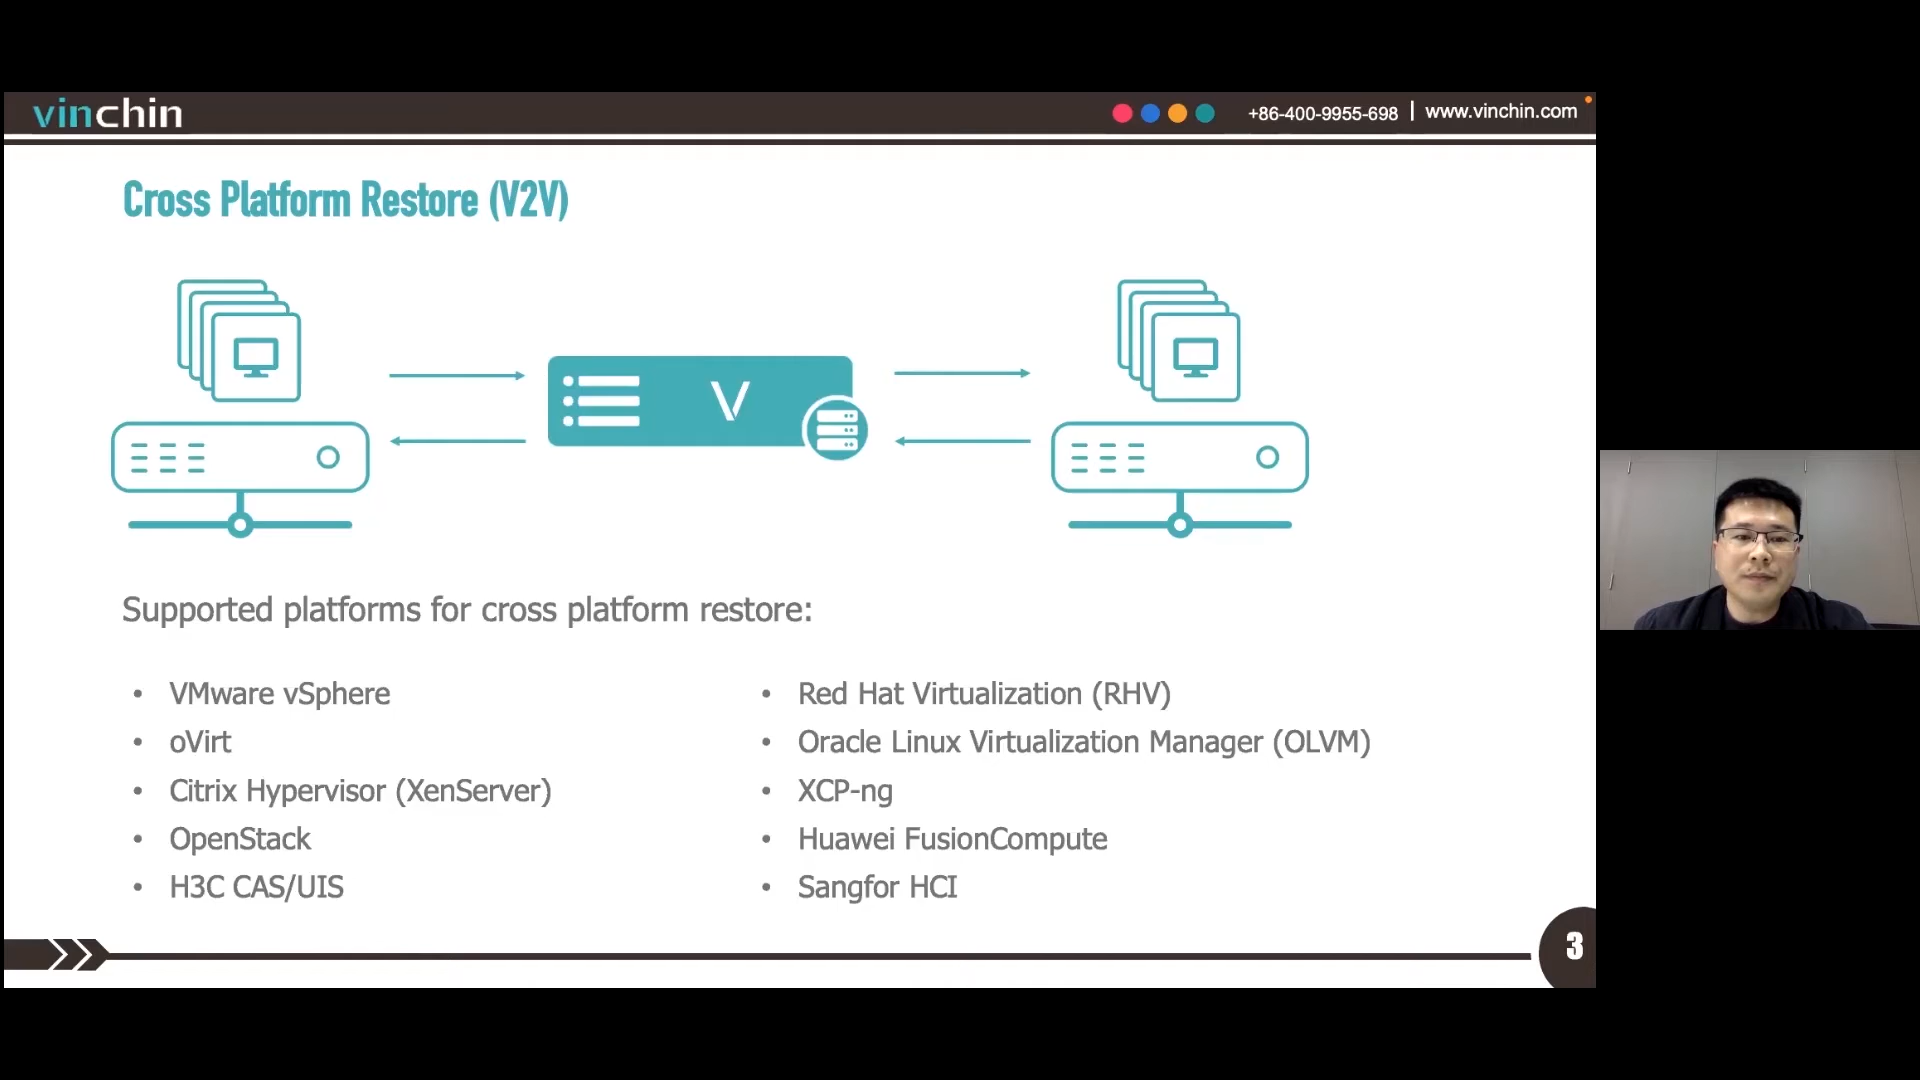 vinchin
+86-400-9955-698 | www.vinchin.com
Cross Platform Restore (V2V)
V
Supported platforms for cross platform restore:
• VMware vSphere
• oVirt
• Citrix Hypervisor (XenServer)
• OpenStack
• H3C CAS/UIS
• Red Hat Virtualization (RHV)
• Oracle Linux Virtualization Manager (OLVM)
• XCP-ng
• Huawei FusionCompute
• Sangfor HCI
3